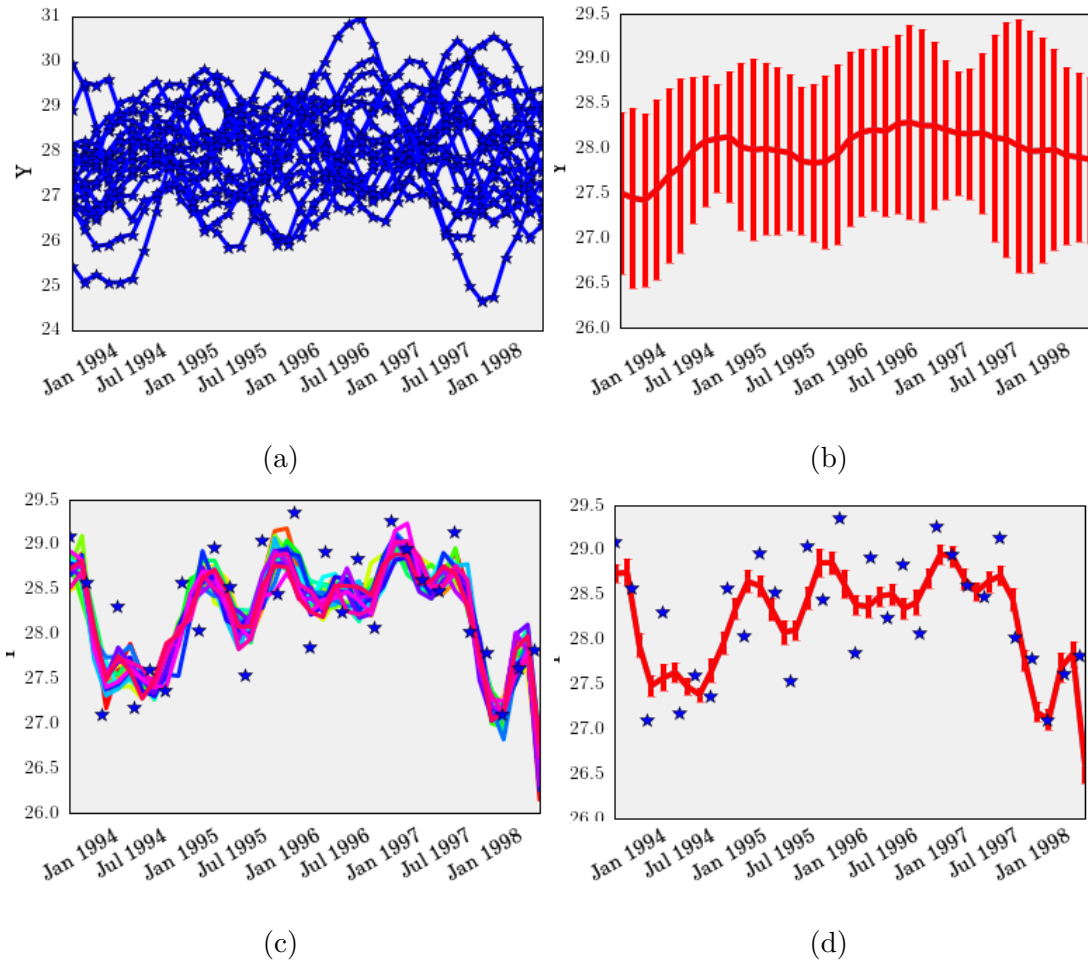 31
30
29
28
27
26
25
24
Y
Jan 1994
Jul 1994
Jan 1995
Jul 1995
Jan 1996
Jul 1996
Jan 1997
Jul 1997
Jan 1998
(a)
29.5
29.0
28.5
28.0
27.5
27.0
26.5
26.0
Jan 1994
Jul 1994
Jan 1995
Jul 1995
Jan 1996
Jul 1996
Jan 1997
Jul 1997
Jan 1998
(b)
29.5
29.0
28.5
28.0
27.5
27.0
26.5
26.0
Jan 1994
Jul 1994
Jan 1995
Jul 1995
Jan 1996
Jul 1996
Jan 1997
Jul 1997
Jan 1998
(c)
29.5
29.0
28.5
28.0
27.5
27.0
26.5
26.0
Jan 1994
Jul 1994
Jan 1995
Jul 1995
Jan 1996
Jul 1996
Jan 1997
Jul 1997
Jan 1998
(d)